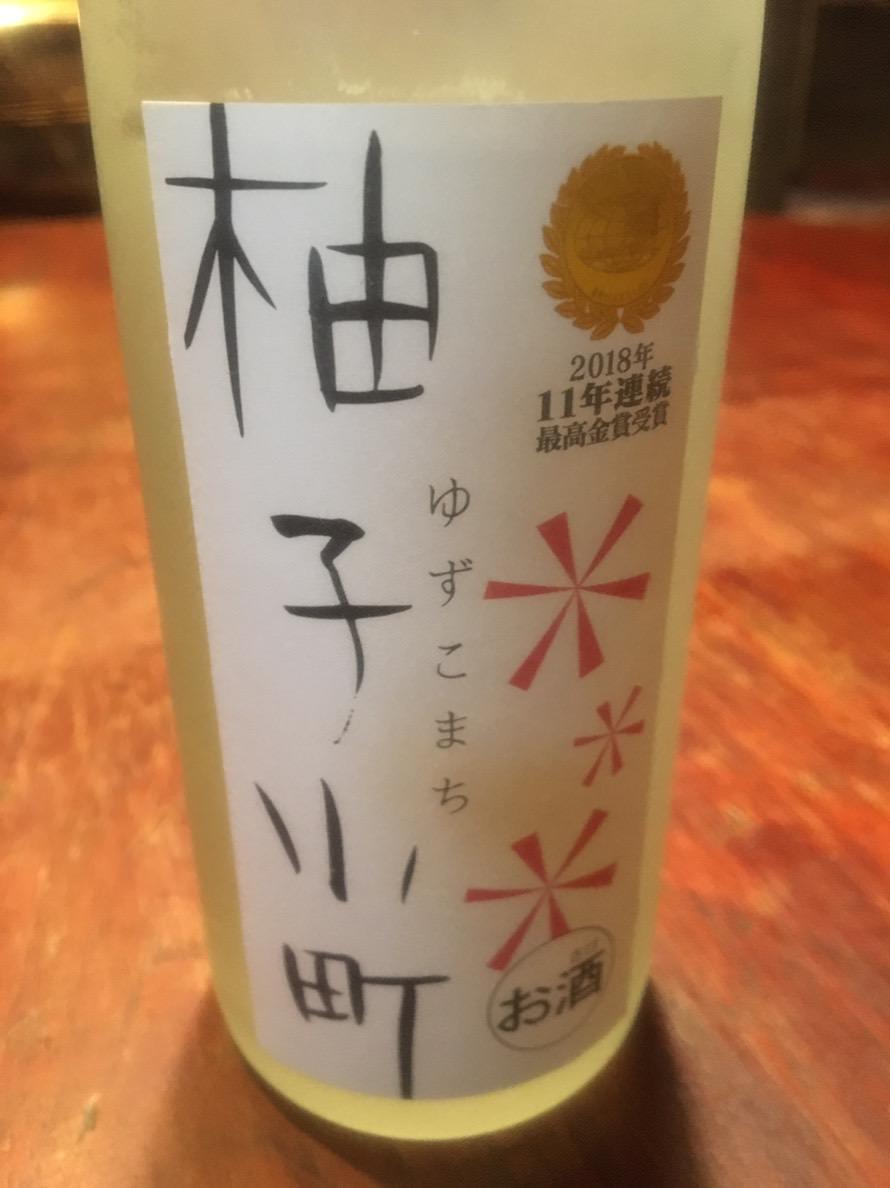 柚子小町
ゆずこまち
2018年
11年連続
最高金賞受賞
お酒